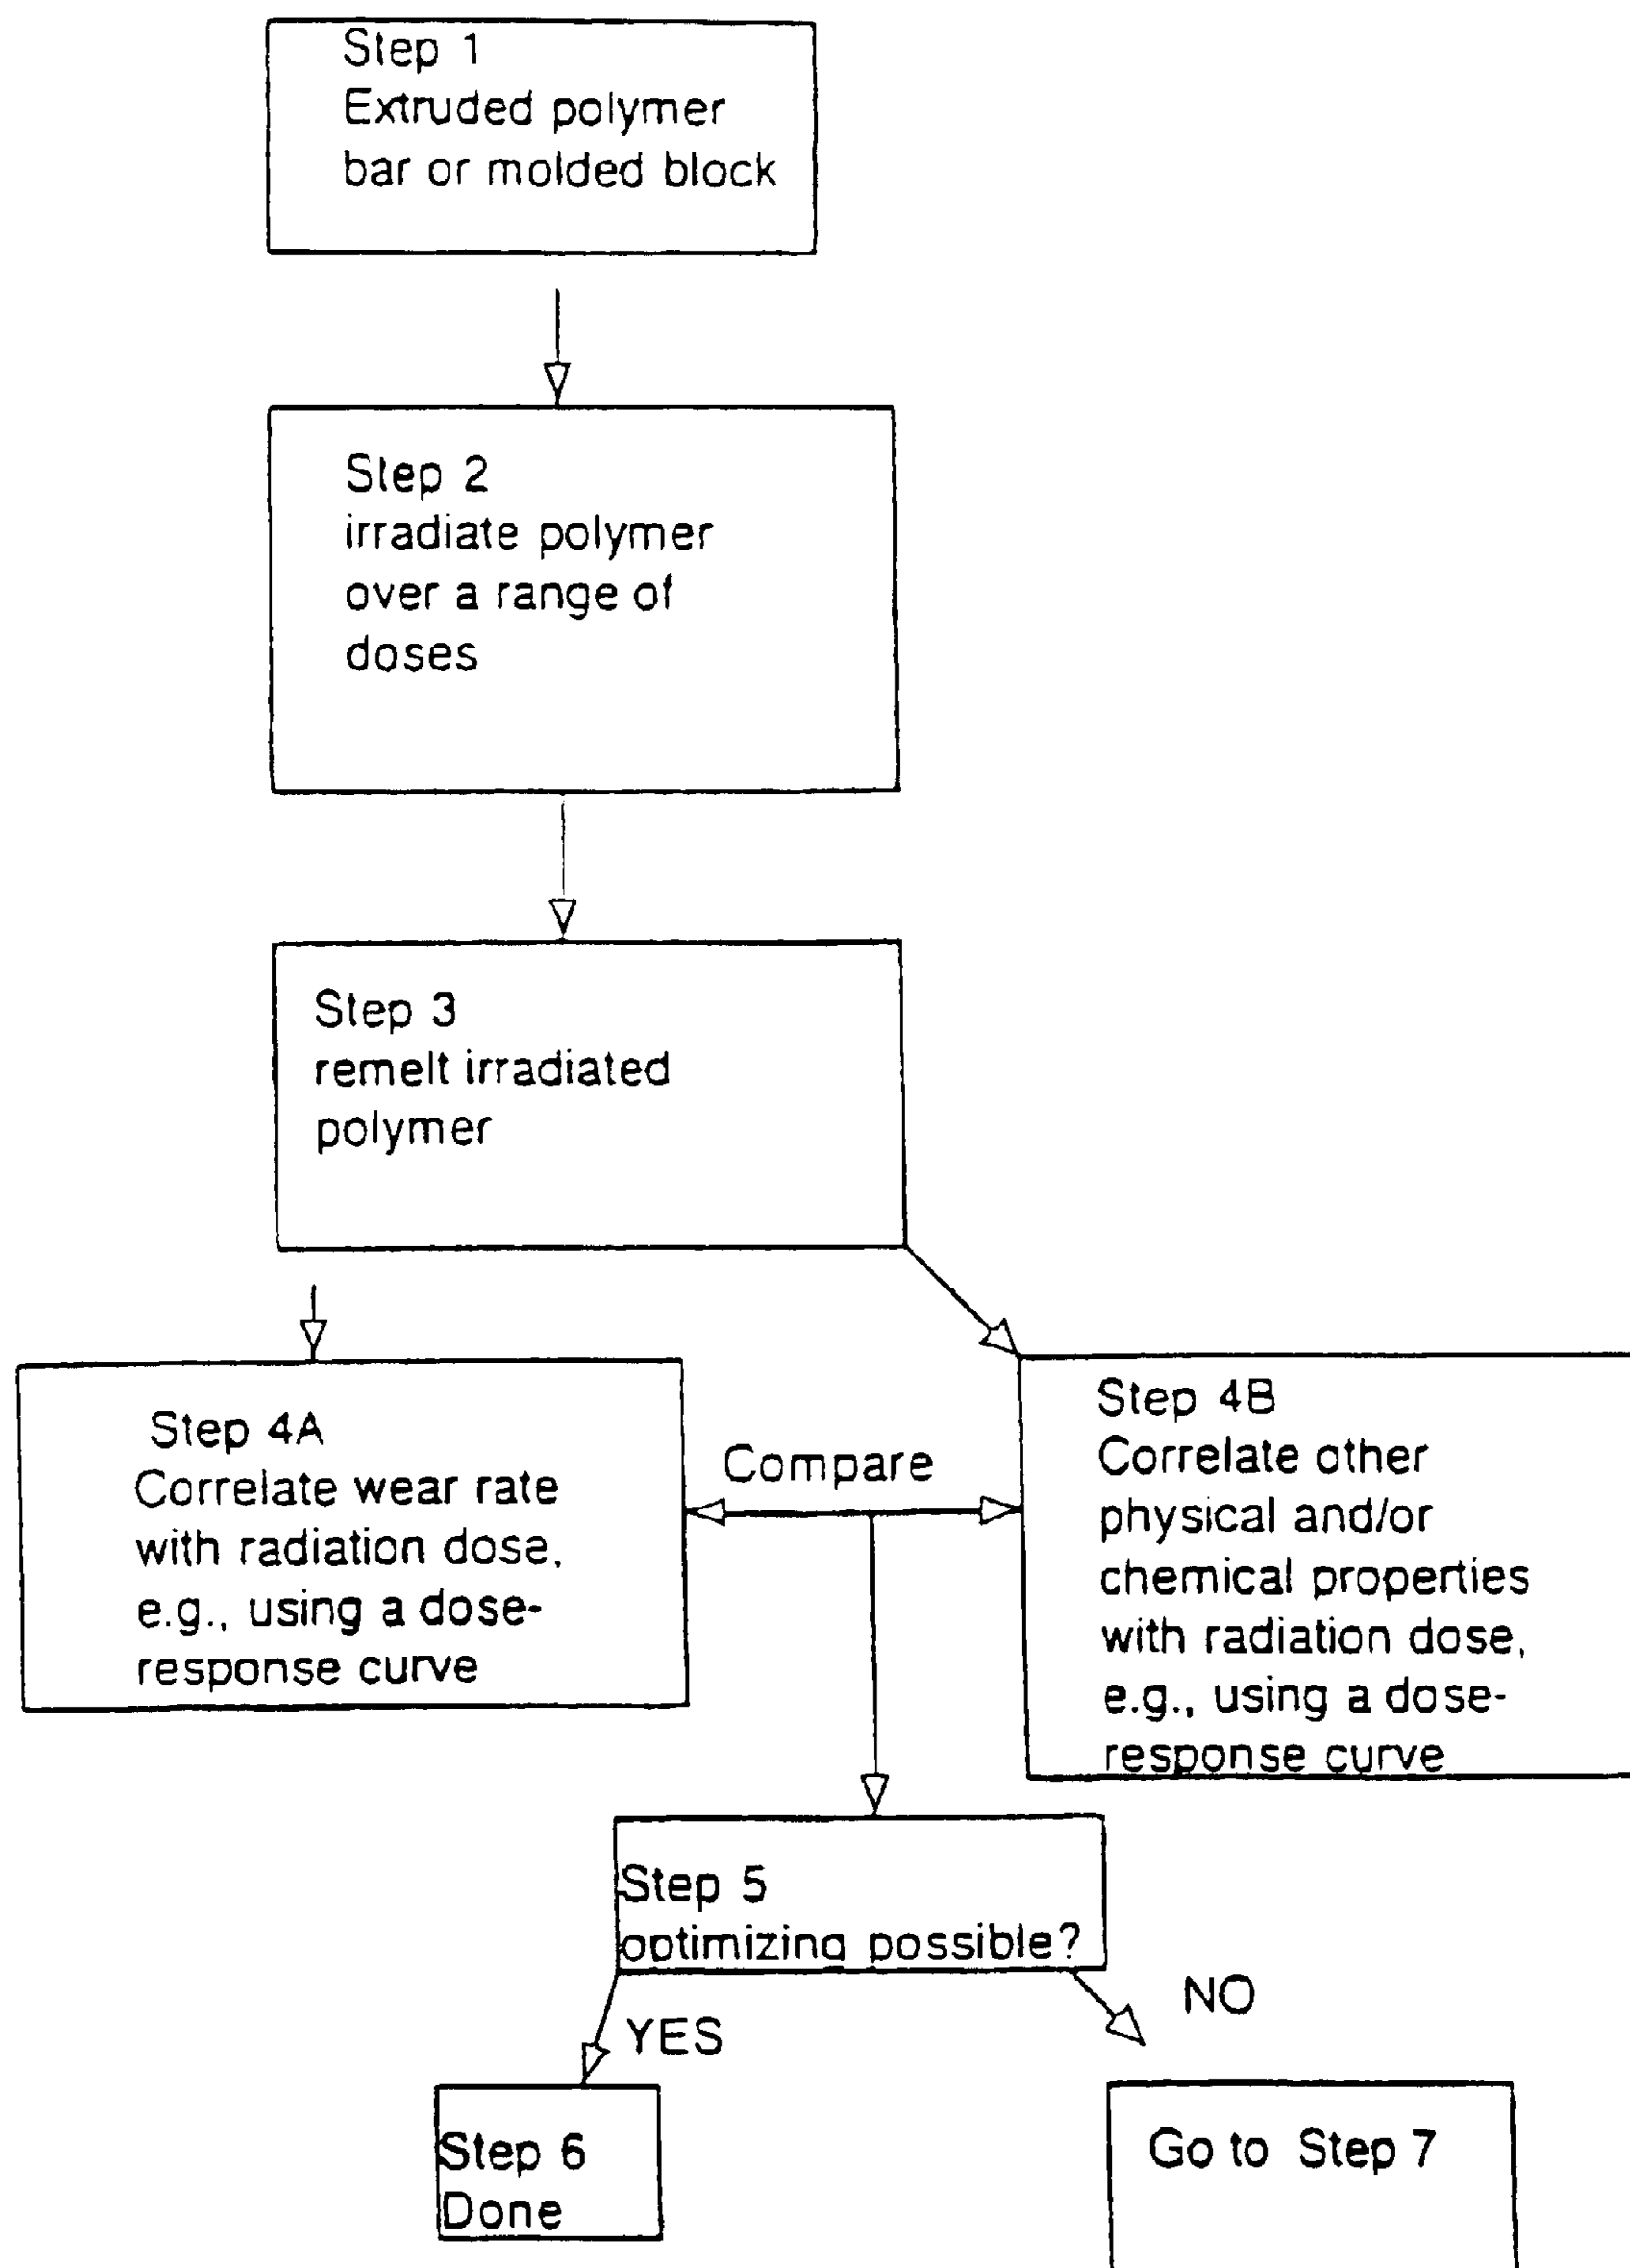 Step 1
Extruded polymer
bar or molded block
Step 2
irradiate polymer
over a range of
doses
Step 3
remelt irradiated
polymer
Step 4A
Correlate wear rate
with radiation dose,
e.g., using a dose-
response curve
Compare
Step 4B
Correlate other
physical and/or
chemical properties
with radiation dose,
e.g., using a dose-
response curve
Step 5
optimizing possible?
YES
NO
Step 6
Done
Go to Step 7